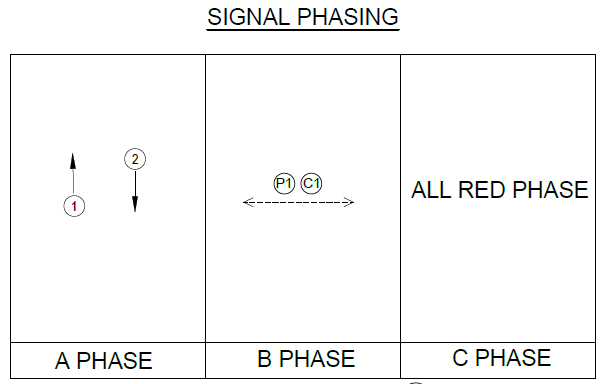 SIGNAL PHASING
1
2
P1 C1
ALL RED PHASE
A PHASE
B PHASE
C PHASE